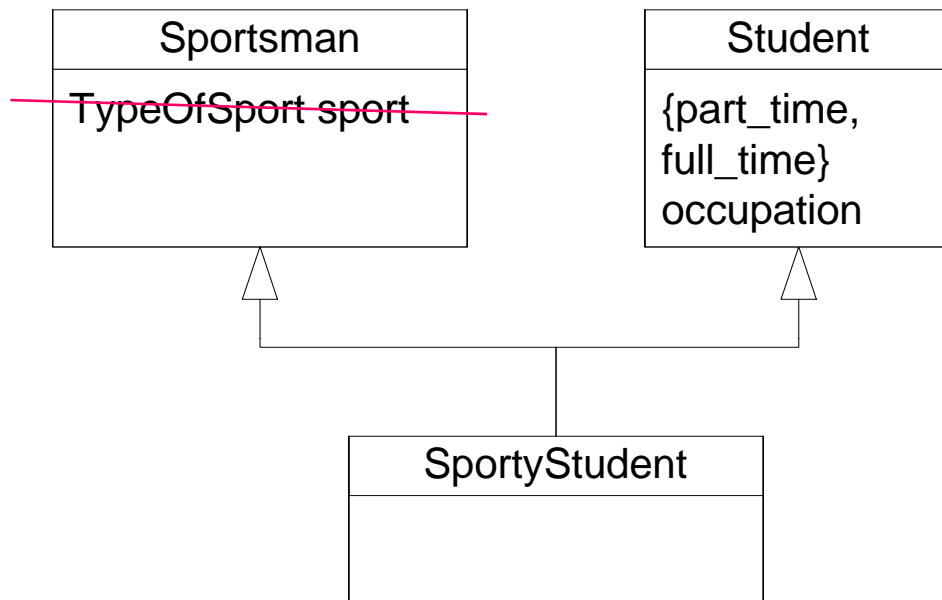 Sportsman
TypeOfSport sport
Student
{part_time,
full_time}
occupation
SportyStudent